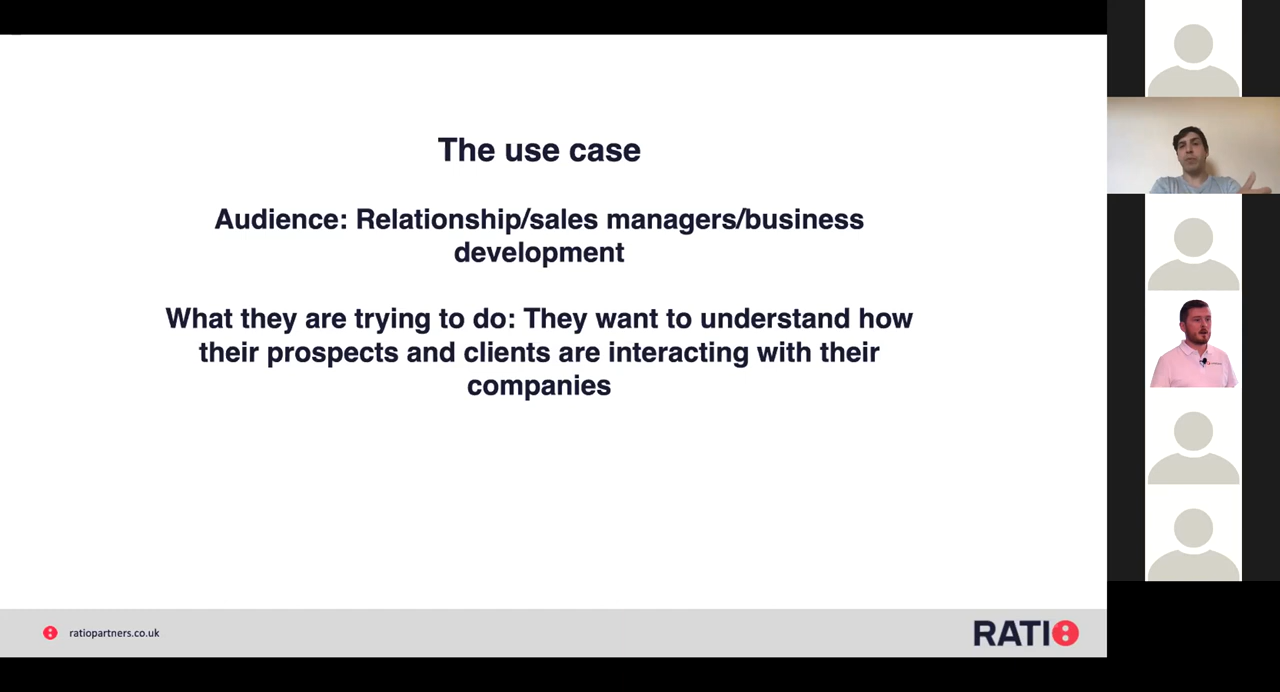 The use case
Audience: Relationship/sales managers/business
development
What they are trying to do: They want to understand how
their prospects and clients are interacting with their
companies
ratiopartners.co.uk
RATIO